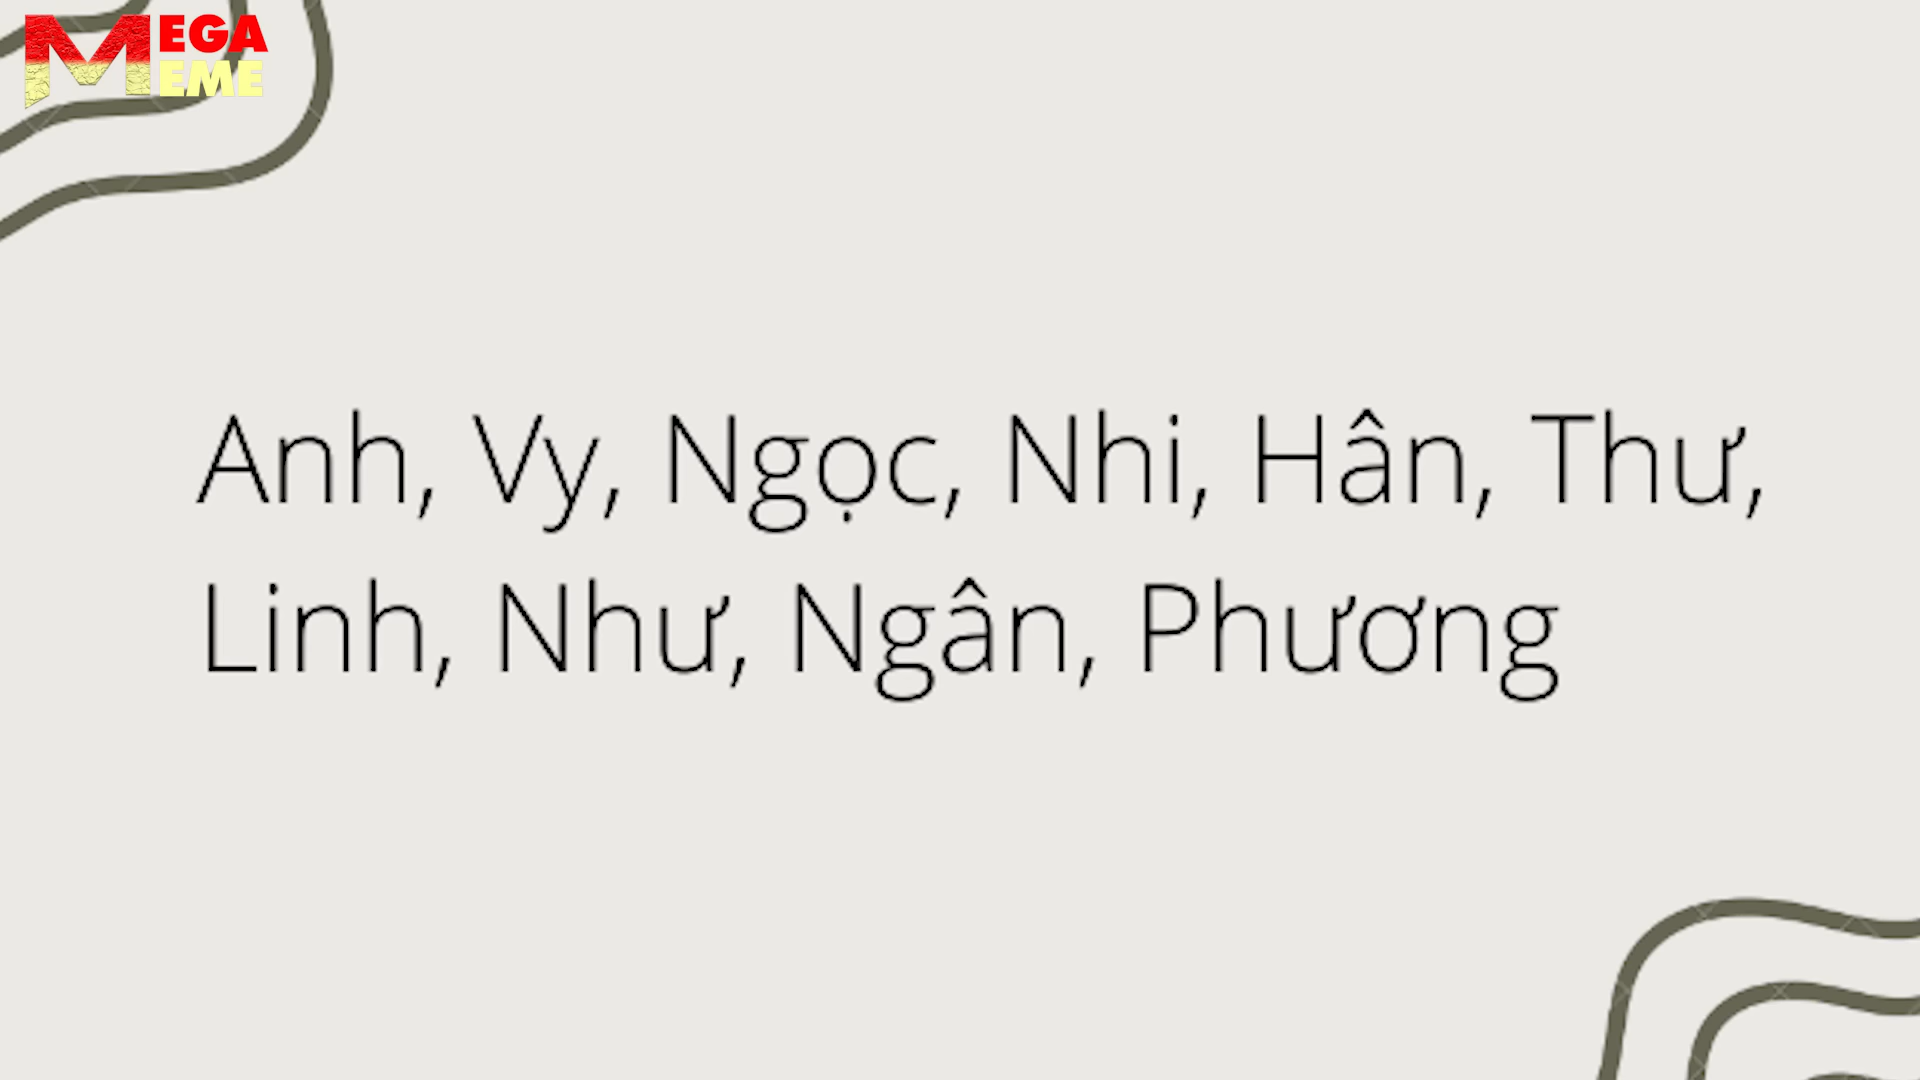 MEGA
MEME
Anh, Vy, Ngọc, Nhi, Hân, Thư,
Linh, Như, Ngân, Phương